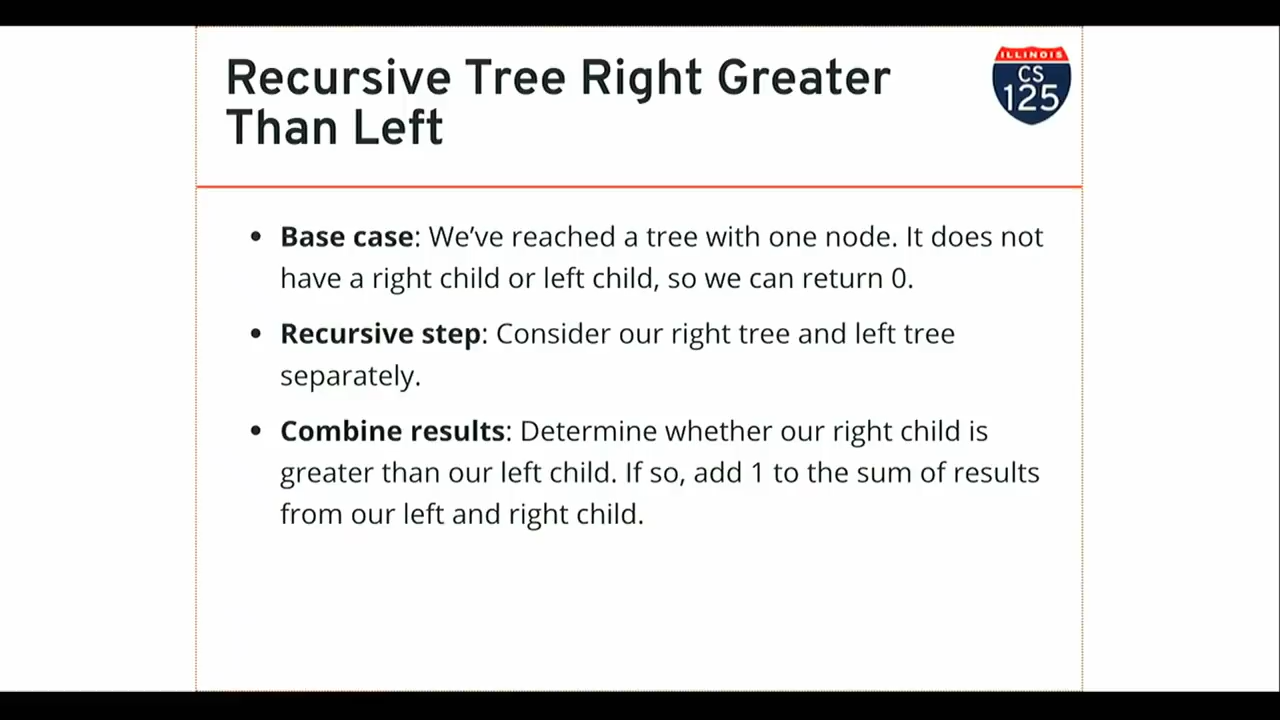 Recursive Tree Right Greater
Than Left
ILLINOIS
CS
125
• Base case: We've reached a tree with one node. It does not
have a right child or left child, so we can return 0.
• Recursive step: Consider our right tree and left tree
separately.
• Combine results: Determine whether our right child is
greater than our left child. If so, add 1 to the sum of results
from our left and right child.